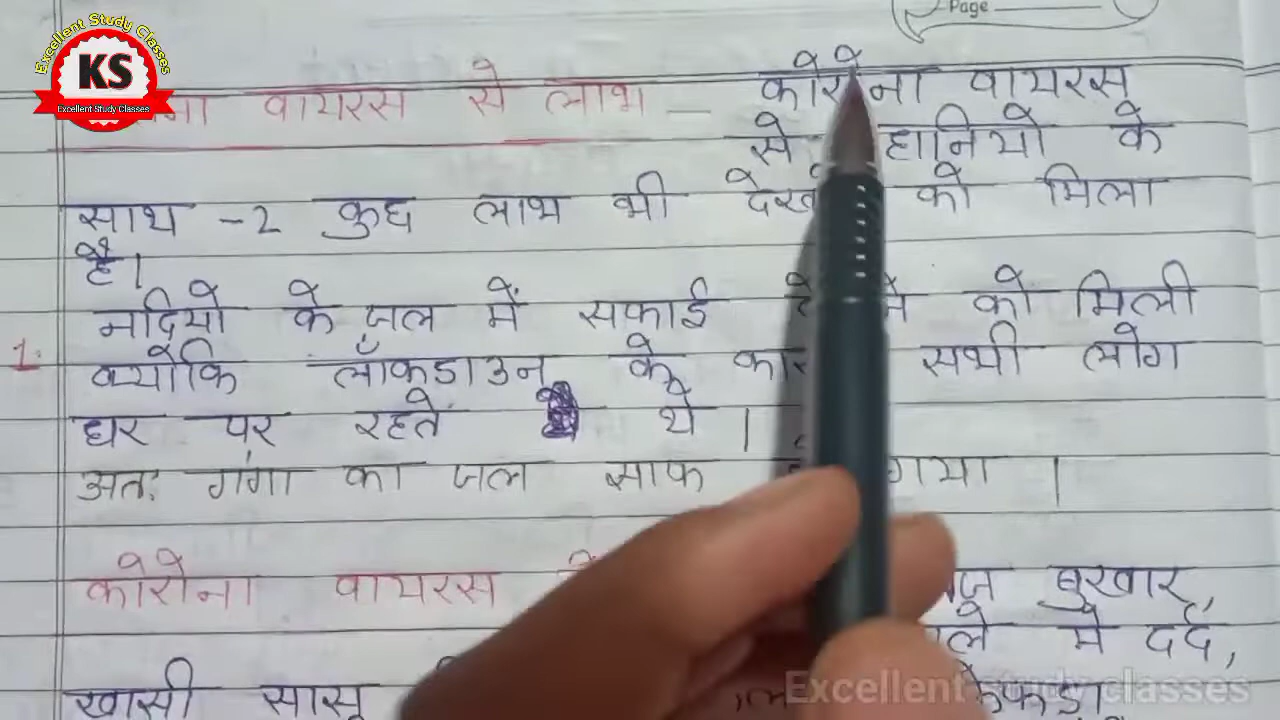 Page
Excellent Study Classes
KS
Excellent Study Classes
वायरस से लाभ – कोरोना वायरस
से हानियो के
साथ -2 कुछ लाभ भी को मिला
है।
नदियो के जल में सफाई को मिली
1. क्योकि लॉकडाउन के सभी लोग
घर पर रहते थे ।
अतः गंगा का जल साफ गया ।
कोरोना वायरस बुखार,
मे दर्द,
खासी
Excellent study classes